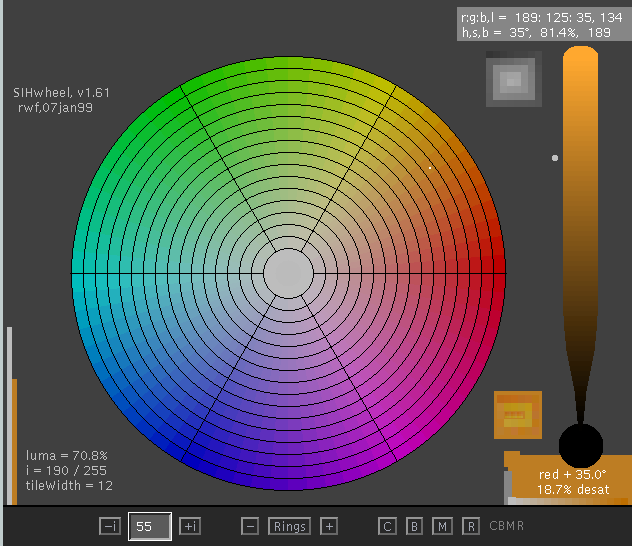 r:g:b,l = 189: 125: 35, 134
h,s,b = 35°, 81.4%, 189
SIHwheel, v1.61
rwf,07jan99
luma = 70.8%
i = 190 / 255
tileWidth = 12
red + 35.0°
18.7% desat
–i 55 +i – Rings + C B M R CBMR